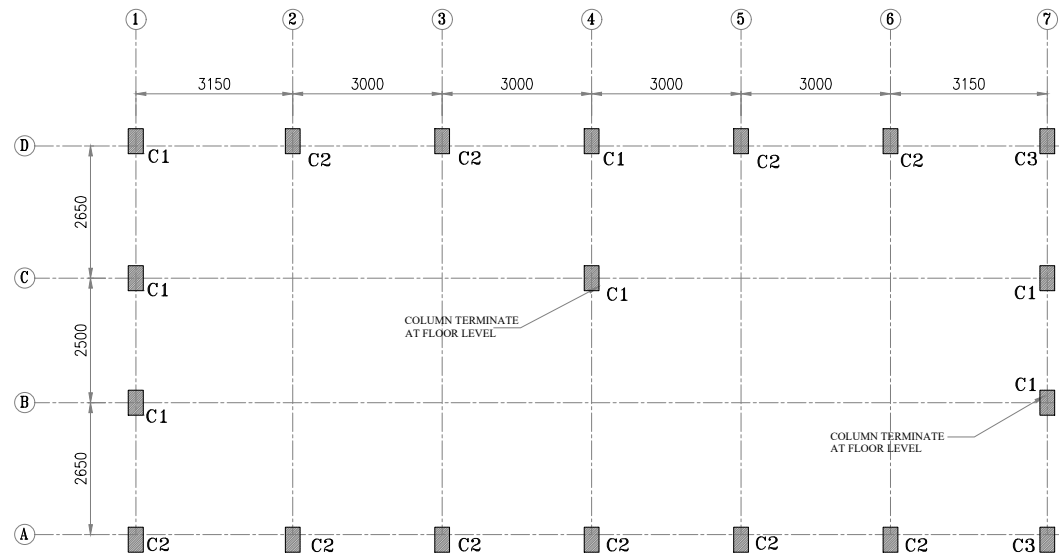 1 2 3 4 5 6 7
3150 3000 3000 3000 3000 3150
D
C1 C2 C2 C1 C2 C2 C3
2650
C
C1 C1 C1
COLUMN TERMINATE
AT FLOOR LEVEL
2500
C1
B
C1
COLUMN TERMINATE
AT FLOOR LEVEL
2650
A
C2 C2 C2 C2 C2 C2 C3